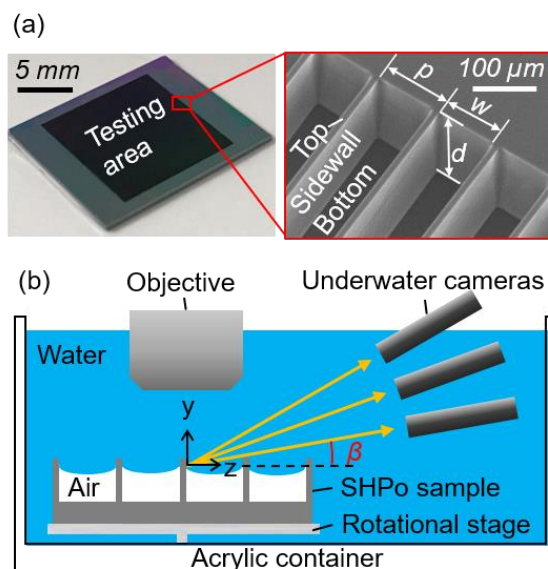 (a)
5 mm
Testing
area
p
100 μm
w
d
Top
Sidewall
Bottom
(b)
Objective
Underwater cameras
Water
y
z
β
Air
SHPo sample
Rotational stage
Acrylic container